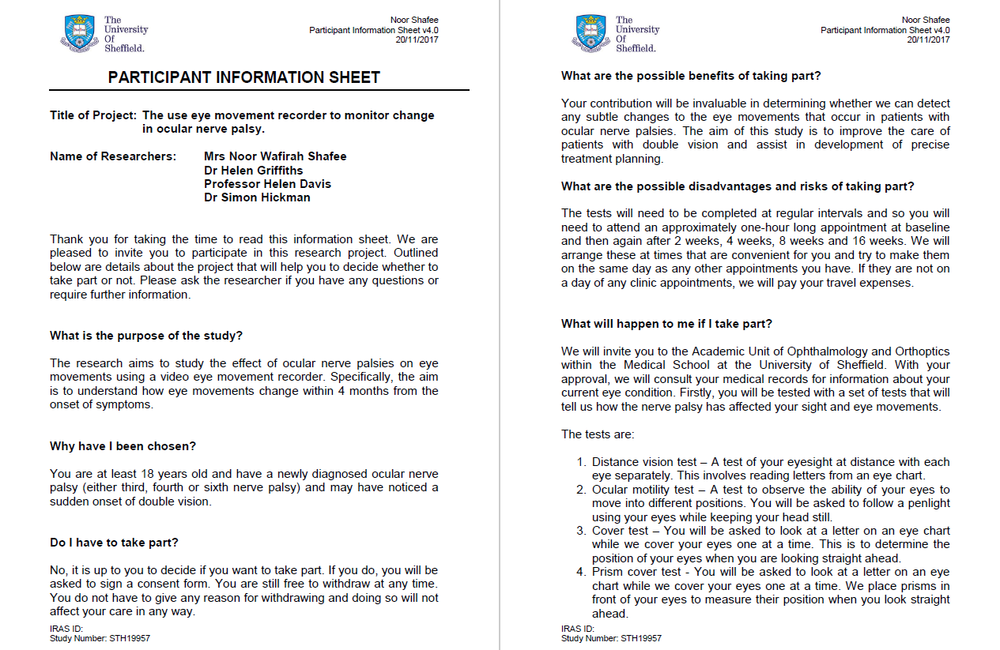 The
University
Of
Sheffield.
Noor Shafee
Participant Information Sheet v4.0
20/11/2017
PARTICIPANT INFORMATION SHEET
Title of Project: The use eye movement recorder to monitor change
in ocular nerve palsy.
Name of Researchers: Mrs Noor Wafirah Shafee
Dr Helen Griffiths
Professor Helen Davis
Dr Simon Hickman
Thank you for taking the time to read this information sheet. We are
pleased to invite you to participate in this research project. Outlined
below are details about the project that will help you to decide whether to
take part or not. Please ask the researcher if you have any questions or
require further information.
What is the purpose of the study?
The research aims to study the effect of ocular nerve palsies on eye
movements using a video eye movement recorder. Specifically, the aim
is to understand how eye movements change within 4 months from the
onset of symptoms.
Why have I been chosen?
You are at least 18 years old and have a newly diagnosed ocular nerve
palsy (either third, fourth or sixth nerve palsy) and may have noticed a
sudden onset of double vision.
Do I have to take part?
No, it is up to you to decide if you want to take part. If you do, you will be
asked to sign a consent form. You are still free to withdraw at any time.
You do not have to give any reason for withdrawing and doing so will not
affect your care in any way.
IRAS ID:
Study Number: STH19957
The
University
Of
Sheffield.
Noor Shafee
Participant Information Sheet v4.0
20/11/2017
What are the possible benefits of taking part?
Your contribution will be invaluable in determining whether we can detect
any subtle changes to the eye movements that occur in patients with
ocular nerve palsies. The aim of this study is to improve the care of
patients with double vision and assist in development of precise
treatment planning.
What are the possible disadvantages and risks of taking part?
The tests will need to be completed at regular intervals and so you will
need to attend an approximately one-hour long appointment at baseline
and then again after 2 weeks, 4 weeks, 8 weeks and 16 weeks. We will
arrange these at times that are convenient for you and try to make them
on the same day as any other appointments you have. If they are not on
a day of any clinic appointments, we will pay your travel expenses.
What will happen to me if I take part?
We will invite you to the Academic Unit of Ophthalmology and Orthoptics
within the Medical School at the University of Sheffield. With your
approval, we will consult your medical records for information about your
current eye condition. Firstly, you will be tested with a set of tests that will
tell us how the nerve palsy has affected your sight and eye movements.
The tests are:
1. Distance vision test – A test of your eyesight at distance with each
eye separately. This involves reading letters from an eye chart.
2. Ocular motility test – A test to observe the ability of your eyes to
move into different positions. You will be asked to follow a penlight
using your eyes while keeping your head still.
3. Cover test – You will be asked to look at a letter on an eye chart
while we cover your eyes one at a time. This is to determine the
position of your eyes when you are looking straight ahead.
4. Prism cover test - You will be asked to look at a letter on an eye
chart while we cover your eyes one at a time. We place prisms in
front of your eyes to measure their position when you look straight
ahead.
IRAS ID:
Study Number: STH19957